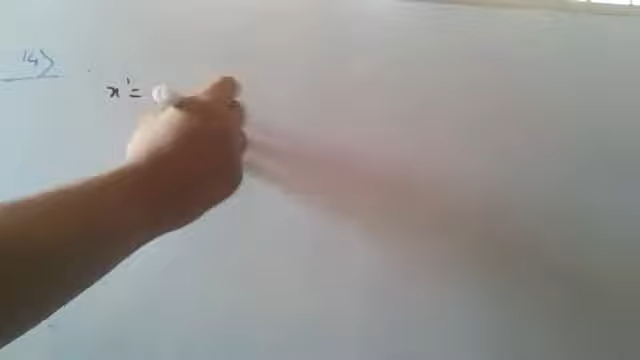 14)
x' =